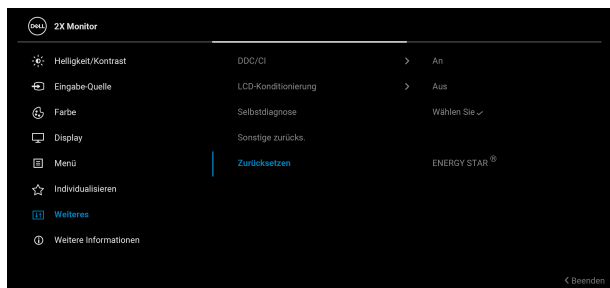 DELL 2X Monitor
Helligkeit/Kontrast DDC/CI > An
Eingabe-Quelle LCD-Konditionierung > Aus
Farbe Selbstdiagnose Wählen Sie ✓
Display Sonstige zurücks.
Menü Zurücksetzen ENERGY STAR ®
Individualisieren
Weiteres
Weitere Informationen
< Beenden